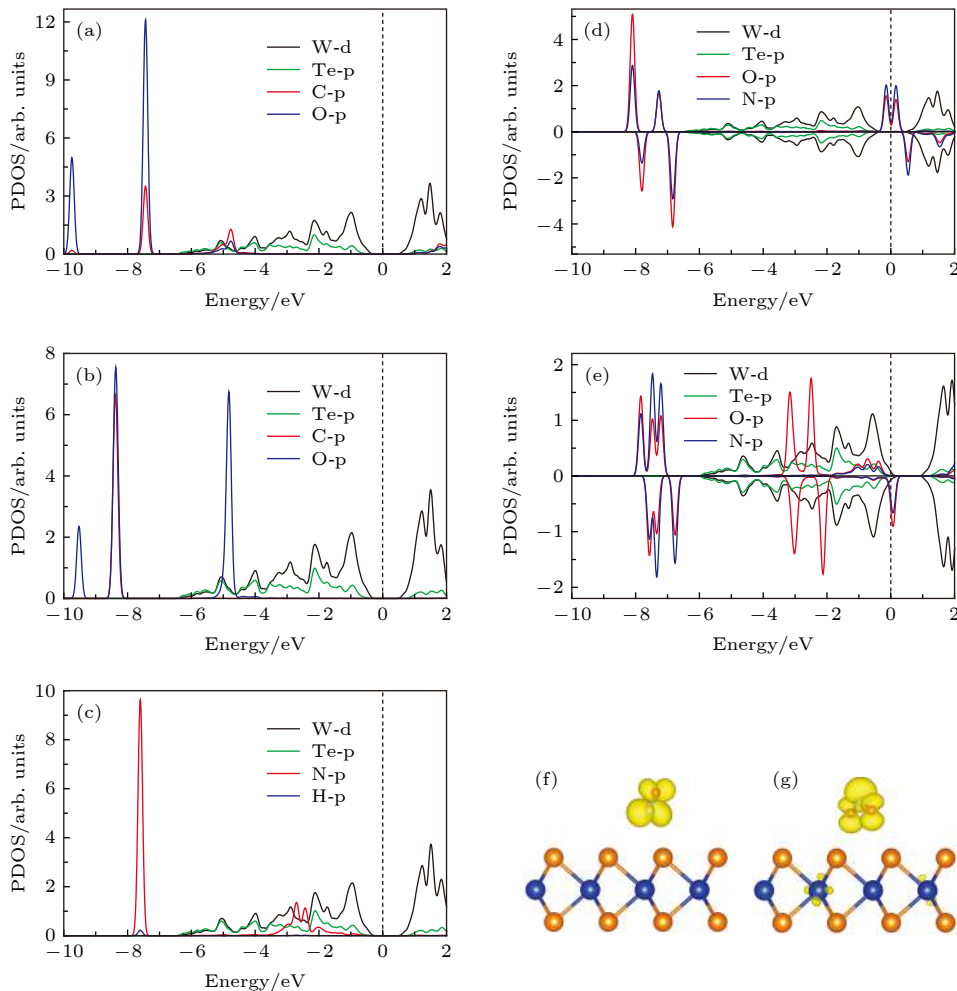 (a)
W-d
Te-p
C-p
O-p
PDOS/arb. units
12
9
6
3
0
−10 −8 −6 −4 −2 0 2
Energy/eV
(b)
W-d
Te-p
C-p
O-p
PDOS/arb. units
8
6
4
2
0
−10 −8 −6 −4 −2 0 2
Energy/eV
(c)
W-d
Te-p
N-p
H-p
PDOS/arb. units
10
8
6
4
2
0
−10 −8 −6 −4 −2 0 2
Energy/eV
(d)
W-d
Te-p
O-p
N-p
PDOS/arb. units
4
2
0
−2
−4
−10 −8 −6 −4 −2 0 2
Energy/eV
(e)
W-d
Te-p
O-p
N-p
PDOS/arb. units
2
1
0
1
−2
−10 −8 −6 −4 −2 0 2
Energy/eV
(f)
(g)